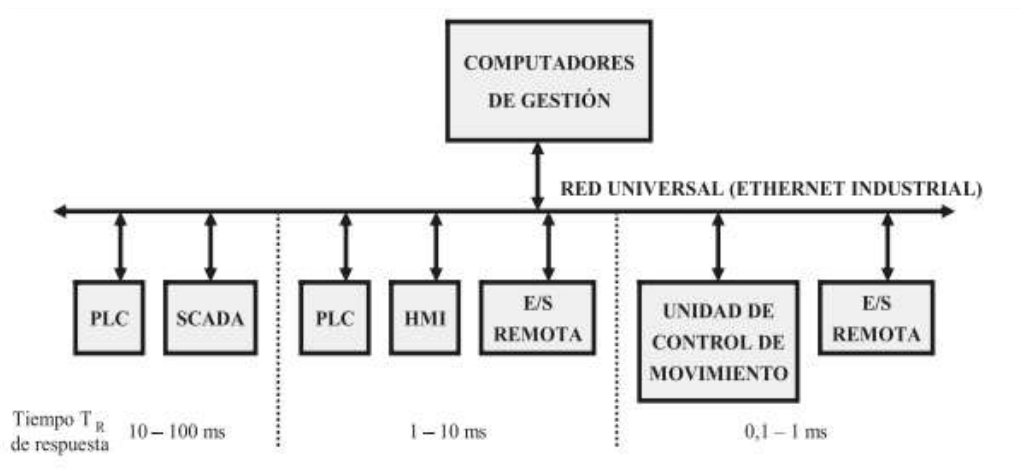 COMPUTADORES
DE GESTIÓN
RED UNIVERSAL (ETHERNET INDUSTRIAL)
PLC
SCADA
PLC
HMI
E/S
REMOTA
UNIDAD DE
CONTROL DE
MOVIMIENTO
E/S
REMOTA
Tiempo T R
de respuesta
10 – 100 ms
1 – 10 ms
0,1 – 1 ms